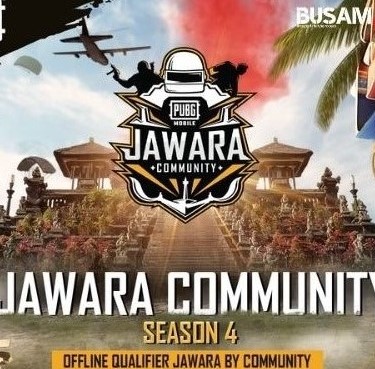 BUSAM
PUBG
MOBILE
JAWARA
COMMUNITY
JAWARA COMMUNITY
SEASON 4
OFFLINE QUALIFIER JAWARA BY COMMUNITY